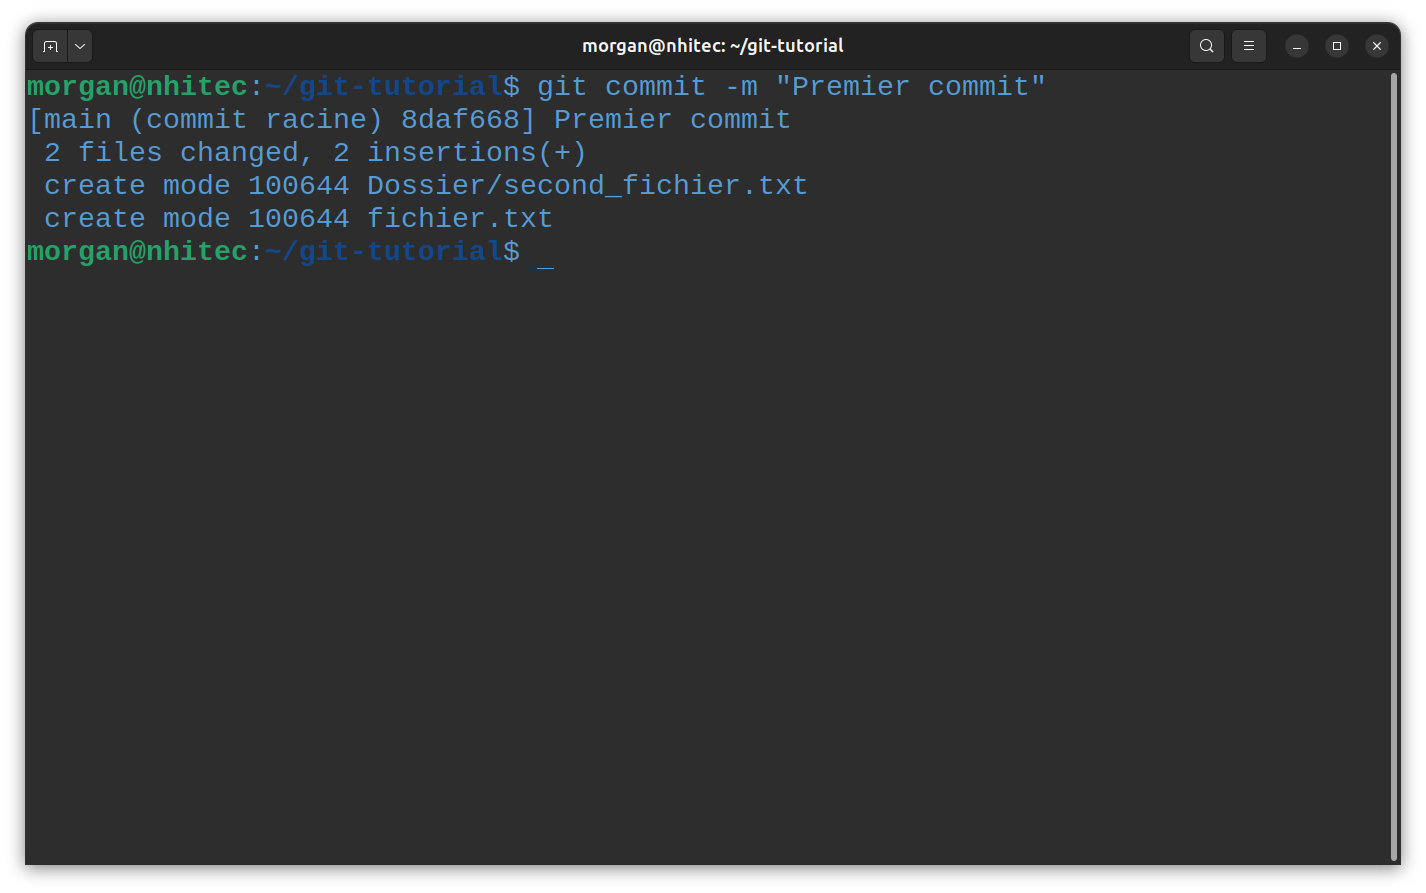 morgan@nhitec: ~/git-tutorial
morgan@nhitec:~/git-tutorial$ git commit -m "Premier commit"
[main (commit racine) 8daf668] Premier commit
 2 files changed, 2 insertions(+)
 create mode 100644 Dossier/second_fichier.txt
 create mode 100644 fichier.txt
morgan@nhitec:~/git-tutorial$ _